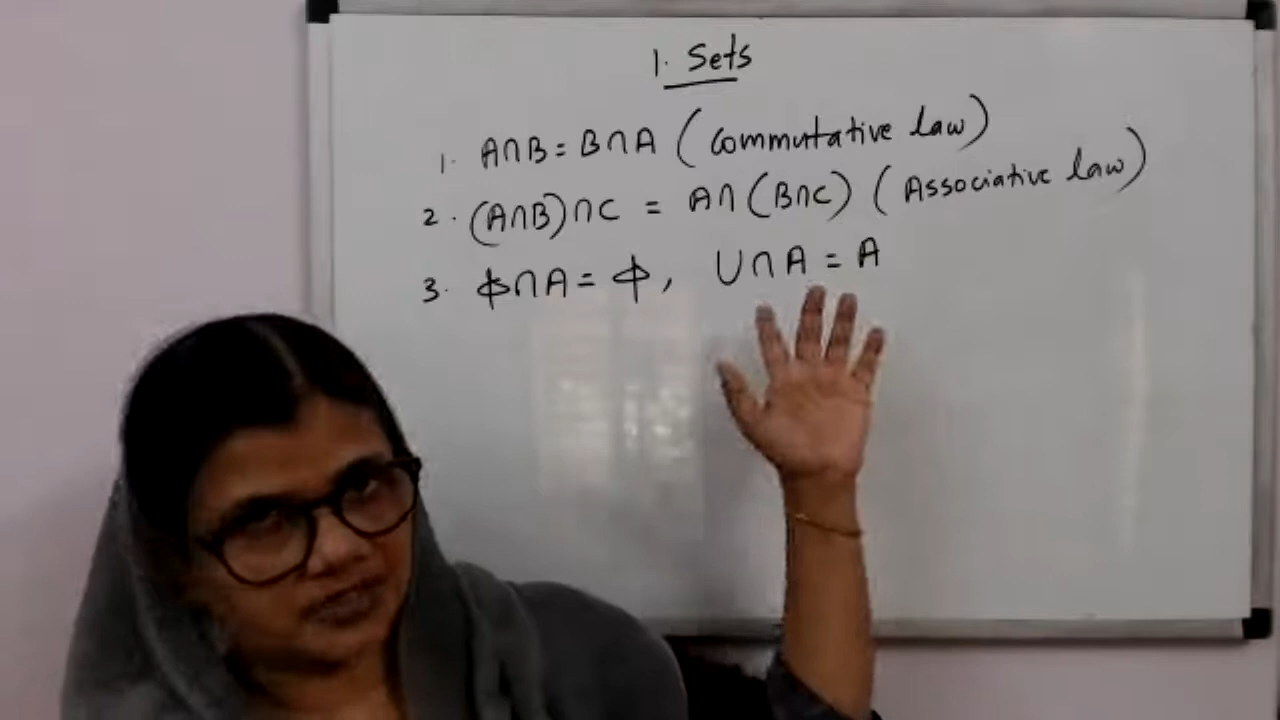 1. Sets
1. A∩B = B∩A (Commutative law)
2. (A∩B)∩C = A∩(B∩C) (Associative law)
3. ϕ∩A = ϕ, U∩A = A